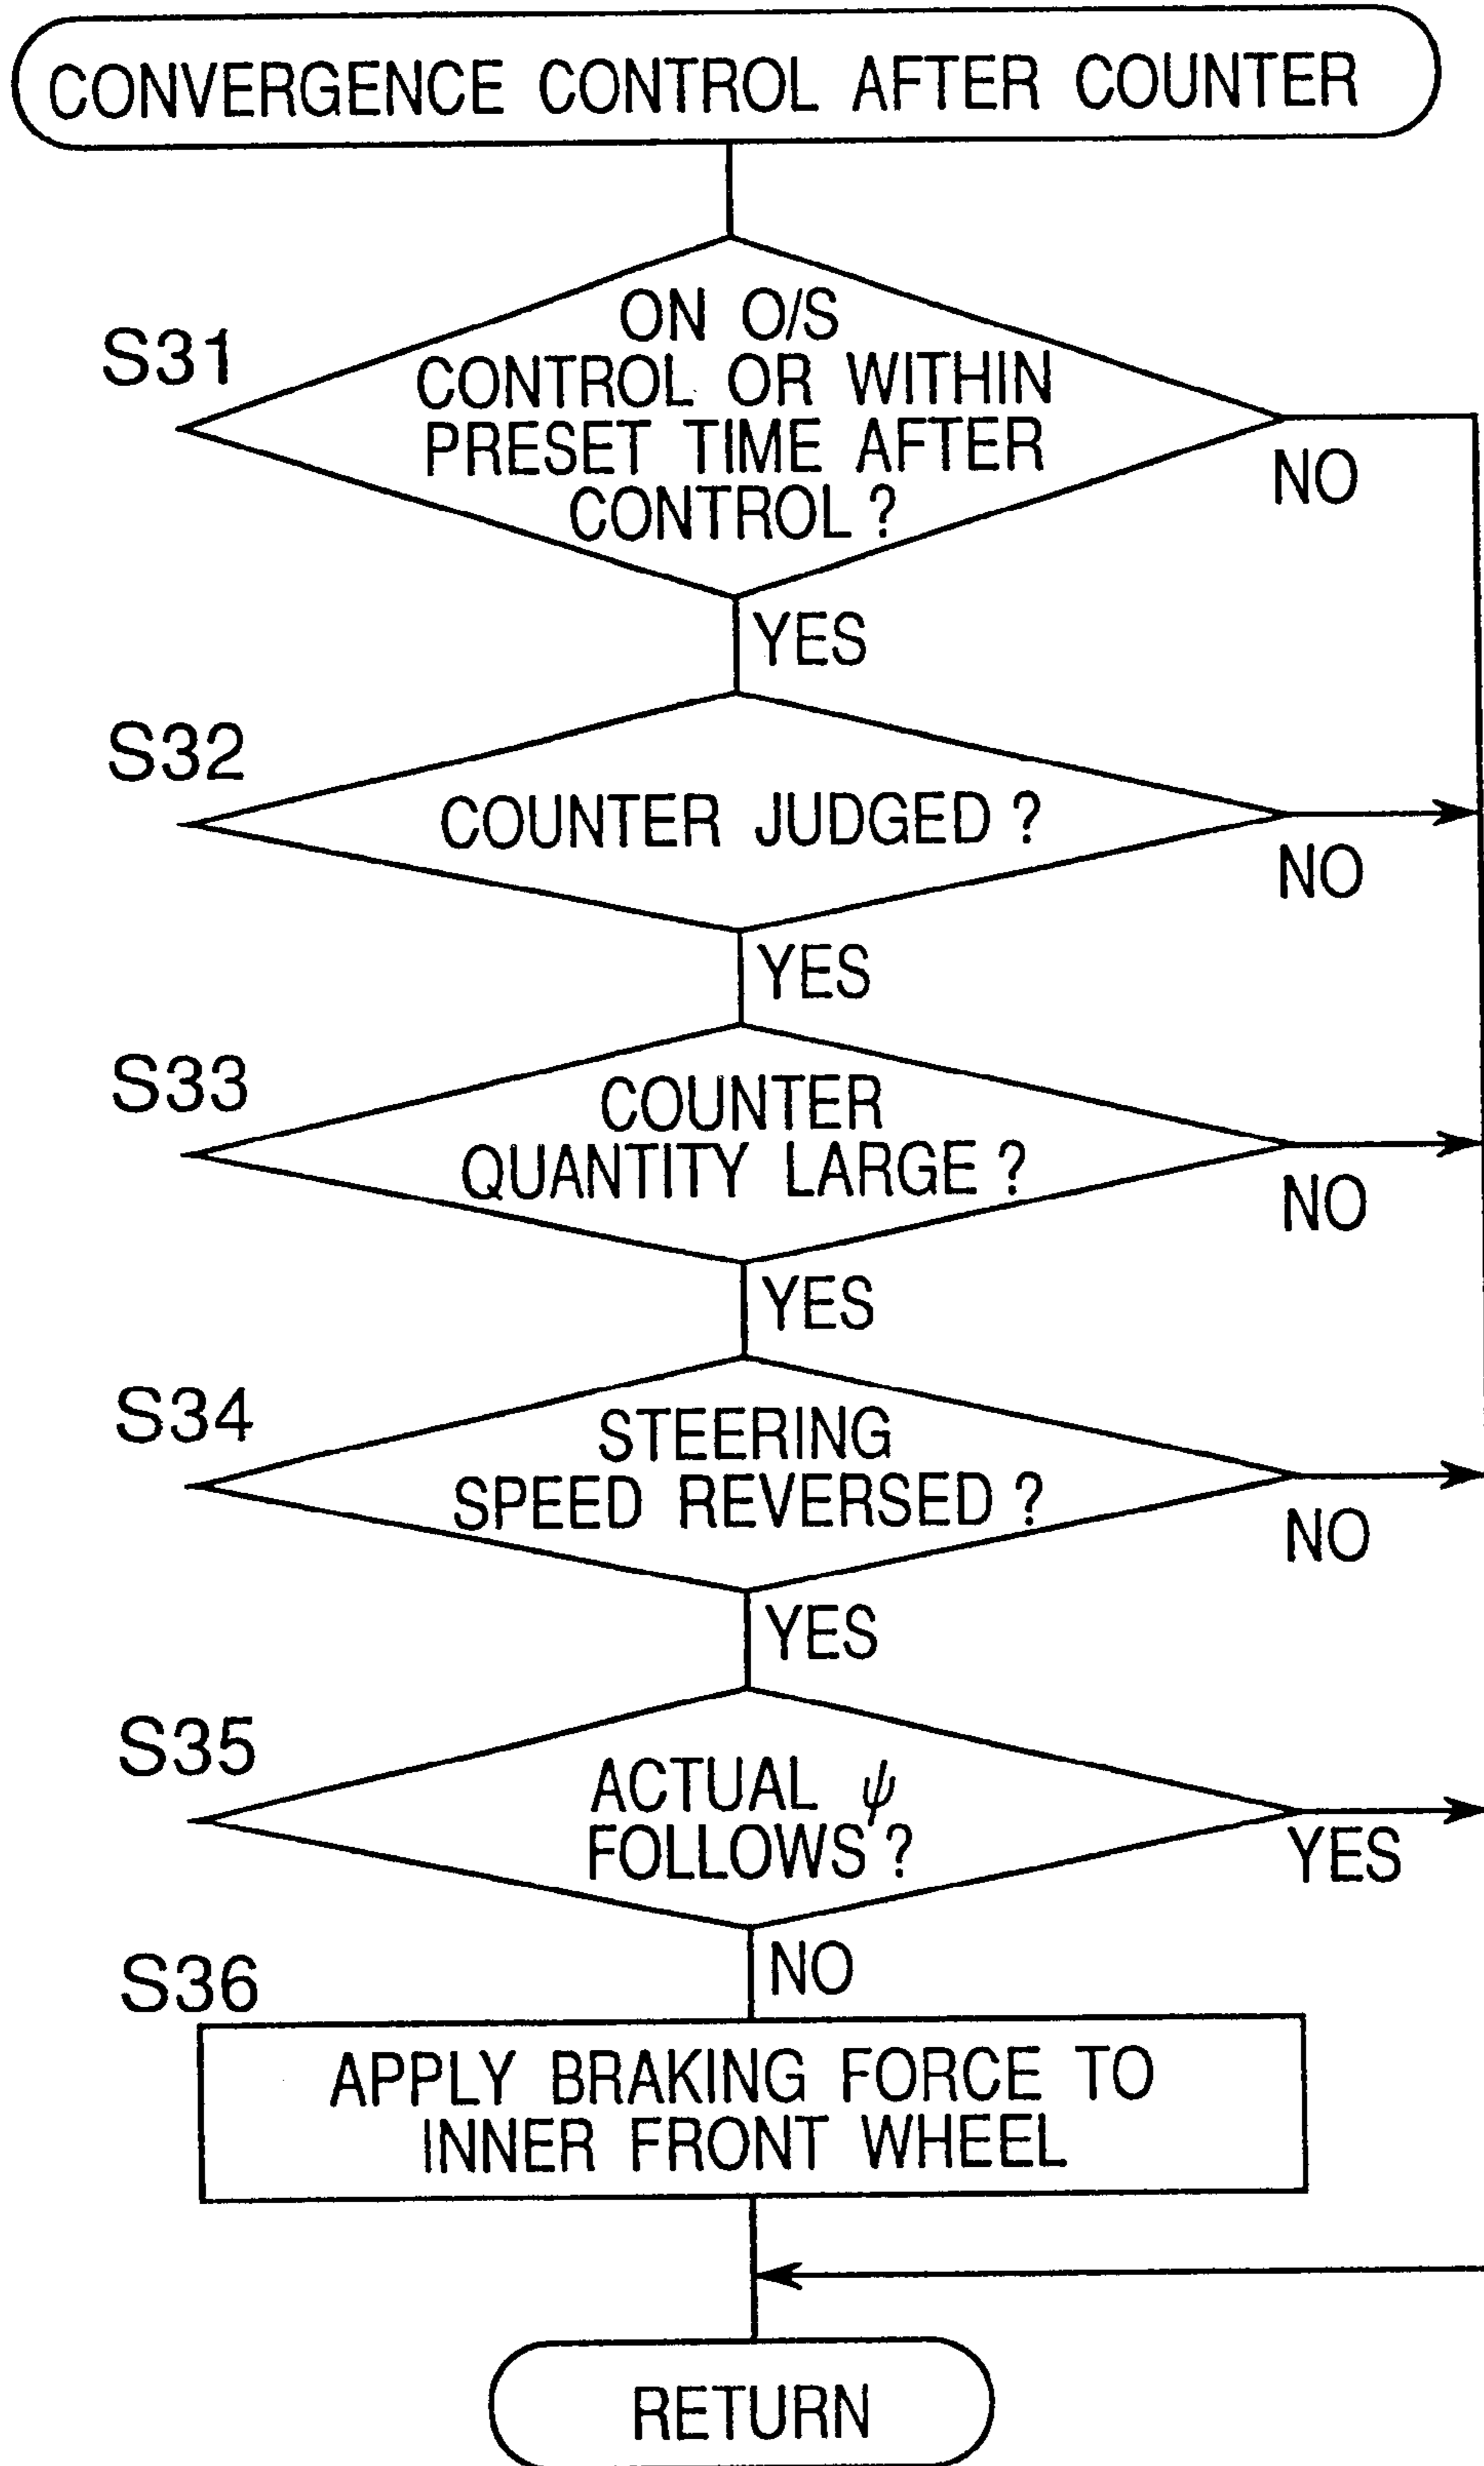 CONVERGENCE CONTROL AFTER COUNTER
S31
ON O/S
CONTROL OR WITHIN
PRESET TIME AFTER
CONTROL ?
NO
YES
S32
COUNTER JUDGED ?
NO
YES
S33
COUNTER
QUANTITY LARGE ?
NO
YES
S34
STEERING
SPEED REVERSED ?
NO
YES
S35
ACTUAL ψ
FOLLOWS ?
YES
NO
S36
APPLY BRAKING FORCE TO
INNER FRONT WHEEL
RETURN